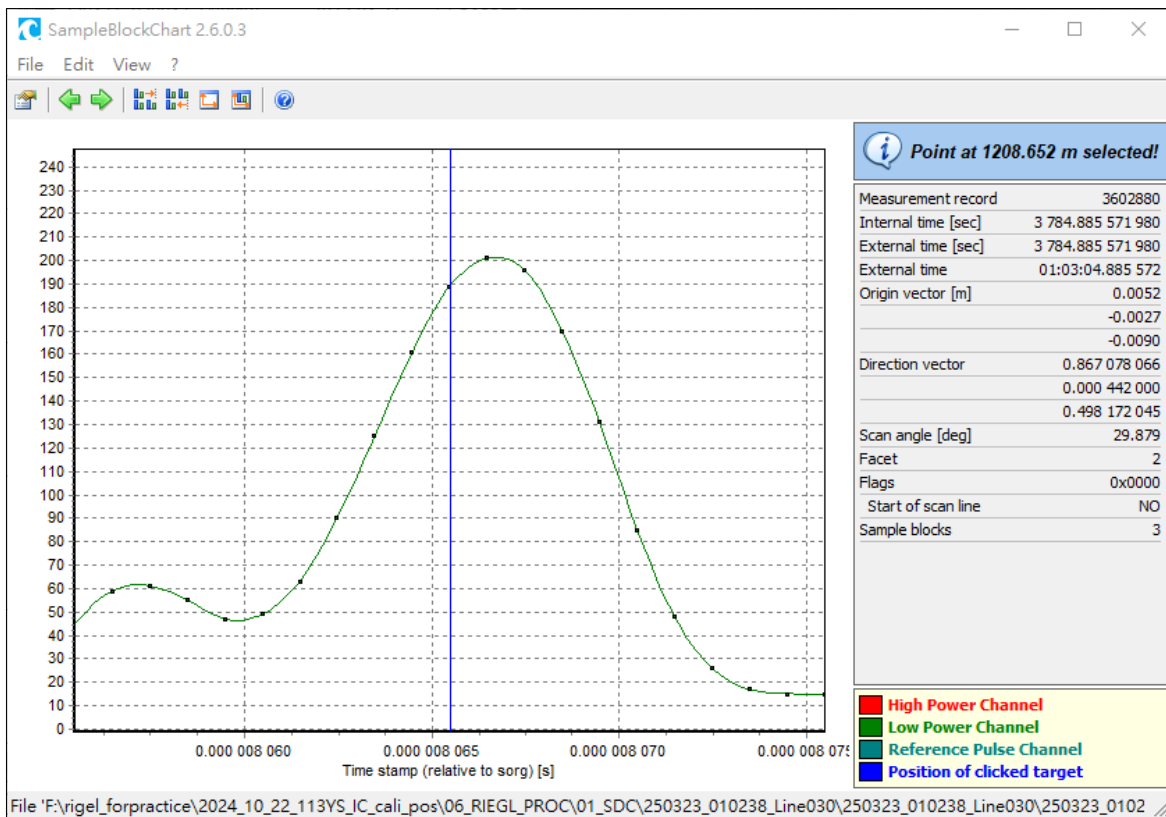 SampleBlockChart 2.6.0.3
File Edit View ?
240
230
220
210
200
190
180
170
160
150
140
130
120
110
100
90
80
70
60
50
40
30
20
10
0
0.000 008 060 0.000 008 065 0.000 008 070 0.000 008 075
Time stamp (relative to sorg) [s]
Point at 1208.652 m selected!
Measurement record 3602880
Internal time [sec] 3 784.885 571 980
External time [sec] 3 784.885 571 980
External time 01:03:04.885 572
Origin vector [m] 0.0052
-0.0027
-0.0090
Direction vector 0.867 078 066
0.000 442 000
0.498 172 045
Scan angle [deg] 29.879
Facet 2
Flags 0x0000
Start of scan line NO
Sample blocks 3
High Power Channel
Low Power Channel
Reference Pulse Channel
Position of clicked target
File 'F:\rigel_forpractice\2024_10_22_113YS_IC_cali_pos\06_RIEGL_PROC\01_SDC\250323_010238_Line030\250323_010238_Line030\250323_0102